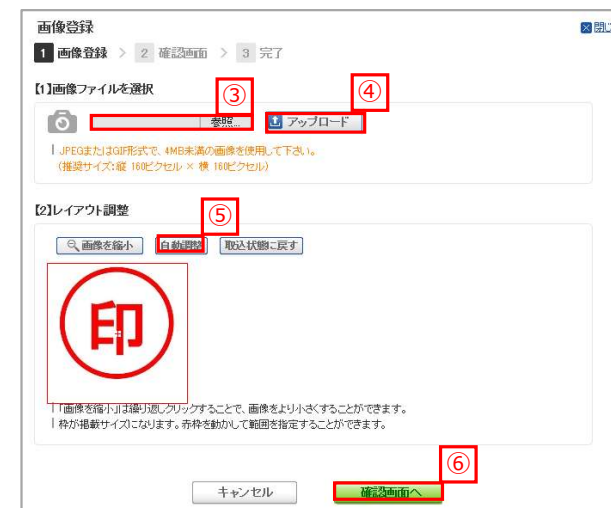 画像登録
閉じ
1 画像登録 > 2 確認画面 > 3 完了
【1】画像ファイルを選択
③
④
参照...
アップロード
JPEGまたはGIF形式で、4MB未満の画像を使用して下さい。
(推奨サイズ:縦 160ピクセル × 横 160ピクセル)
【2】レイアウト調整
⑤
画像を縮小
自動調整
取込状態に戻す
印
「画像を縮小」は繰り返しクリックすることで、画像をより小さくすることができます。
枠が掲載サイズになります。赤枠を動かして範囲を指定することができます。
⑥
キャンセル
確認画面へ